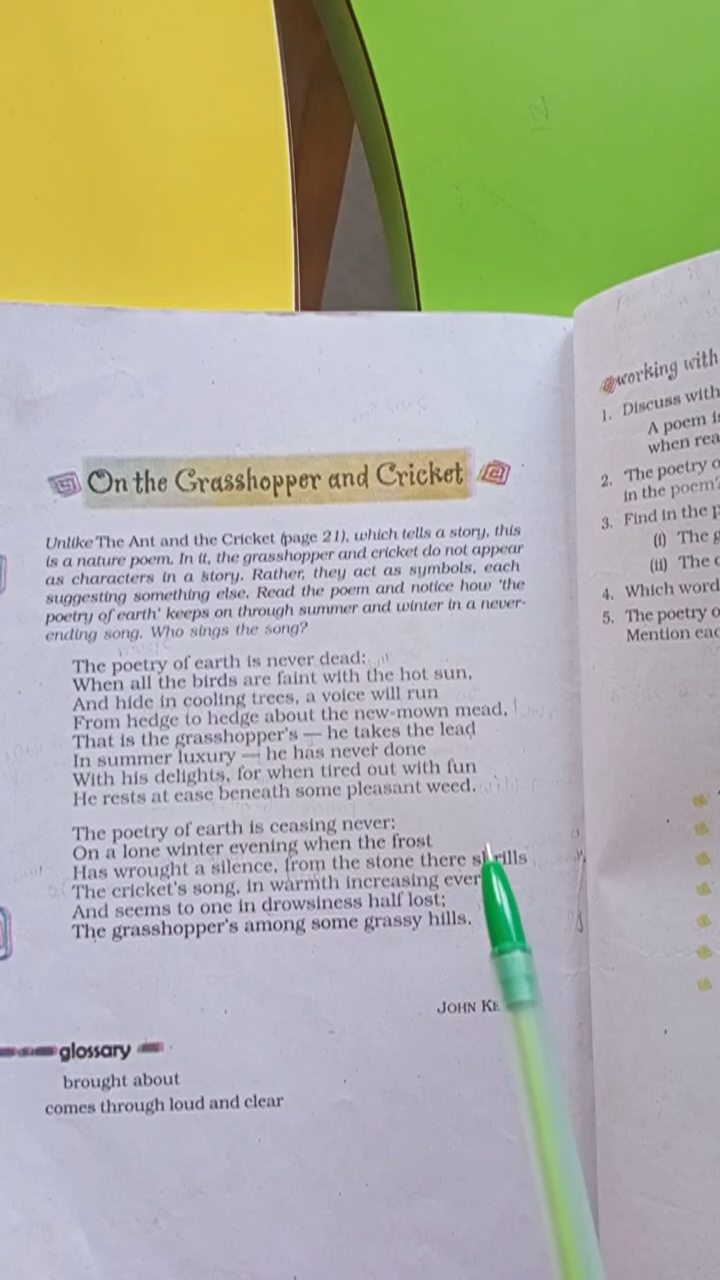 On the Grasshopper and Cricket
Unlike The Ant and the Cricket (page 21), which tells a story, this
is a nature poem. In it, the grasshopper and cricket do not appear
as characters in a story. Rather, they act as symbols, each
suggesting something else. Read the poem and notice how 'the
poetry of earth' keeps on through summer and winter in a never-
ending song. Who sings the song?
The poetry of earth is never dead:
When all the birds are faint with the hot sun,
And hide in cooling trees, a voice will run
From hedge to hedge about the new-mown mead,
That is the grasshopper's — he takes the lead
In summer luxury — he has never done
With his delights, for when tired out with fun
He rests at ease beneath some pleasant weed.
The poetry of earth is ceasing never:
On a lone winter evening when the frost
Has wrought a silence, from the stone there shrills
The cricket's song, in warmth increasing ever
And seems to one in drowsiness half lost;
The grasshopper's among some grassy hills.
JOHN
glossary
brought about
comes through loud and clear
working with
1. Discuss with
A poem
when
2. 'The poetry
in the poem?
3. Find in the
(i) The
(ii) The
4. Which word
5. The poetry
Mention